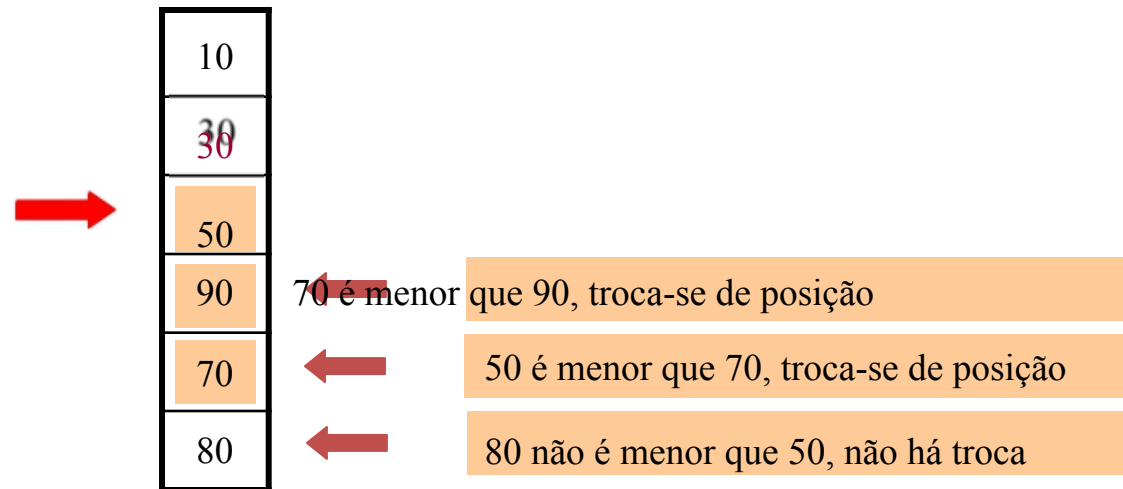 10
30
30
50
90 70 é menor que 90, troca-se de posição
70 50 é menor que 70, troca-se de posição
80 80 não é menor que 50, não há troca